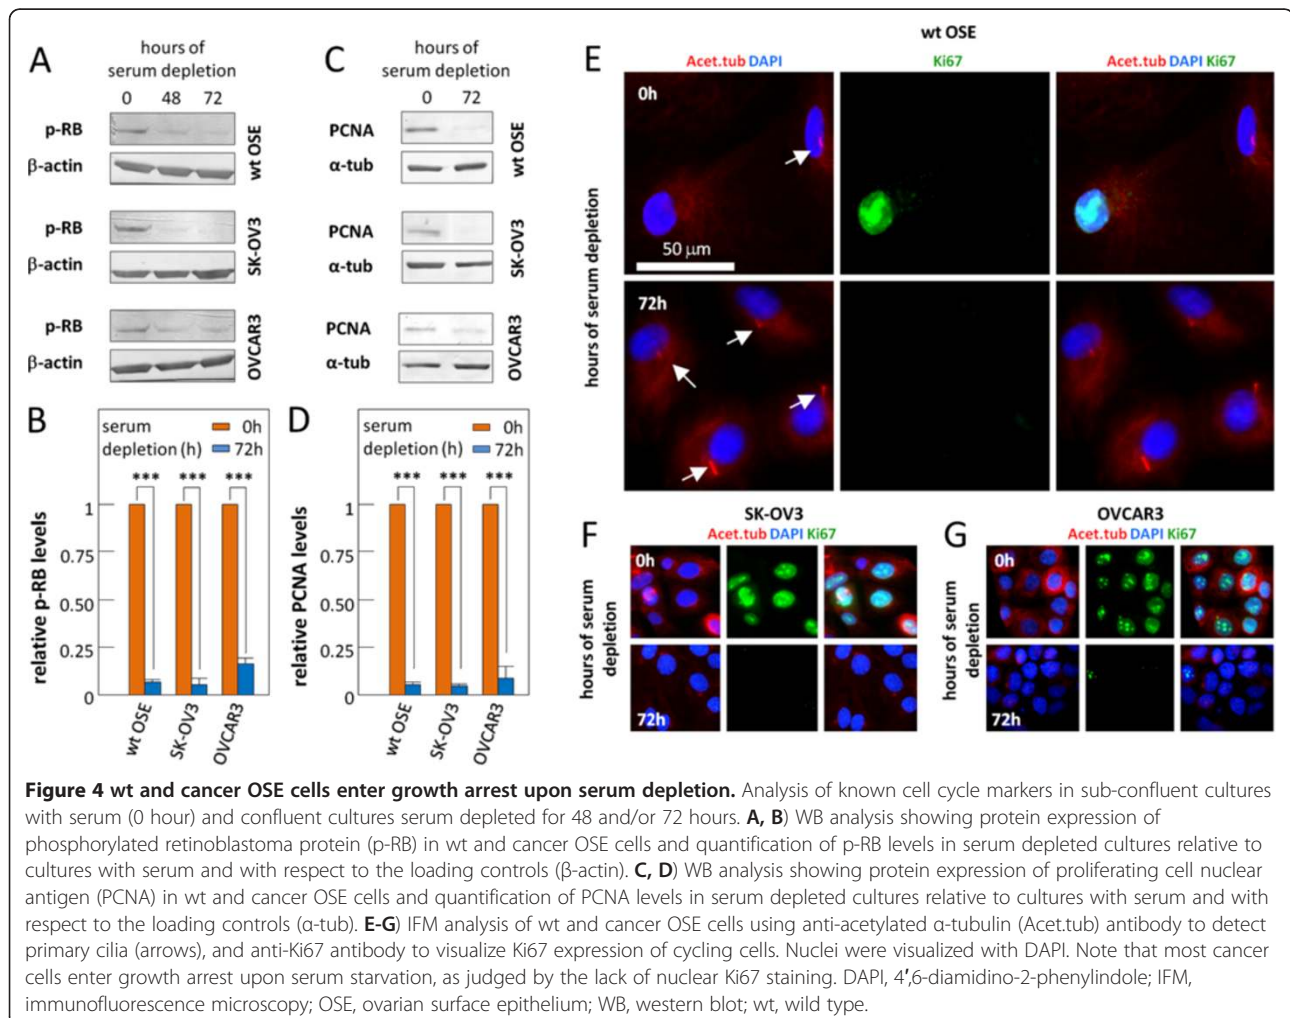 A
hours of
serum depletion
0 48 72
p-RB
β-actin
wt OSE
p-RB
β-actin
SK-OV3
p-RB
β-actin
OVCAR3
C
hours of
serum depletion
0 72
PCNA
α-tub
wt OSE
PCNA
α-tub
SK-OV3
PCNA
α-tub
OVCAR3
B
serum
depletion (h)
0h
72h
*** *** ***
relative p-RB levels
1
0.75
0.50
0.25
0
wt OSE
SK-OV3
OVCAR3
D
serum
depletion (h)
0h
72h
*** *** ***
relative PCNA levels
1
0.75
0.50
0.25
0
wt OSE
SK-OV3
OVCAR3
E
wt OSE
Acet.tub DAPI
Ki67
Acet.tub DAPI Ki67
hours of serum depletion
0h
50 μm
72h
F
SK-OV3
Acet.tub DAPI Ki67
hours of serum
depletion
0h
72h
G
OVCAR3
Acet.tub DAPI Ki67
hours of serum
depletion
0h
72h
Figure 4 wt and cancer OSE cells enter growth arrest upon serum depletion. Analysis of known cell cycle markers in sub-confluent cultures
with serum (0 hour) and confluent cultures serum depleted for 48 and/or 72 hours. A, B) WB analysis showing protein expression of
phosphorylated retinoblastoma protein (p-RB) in wt and cancer OSE cells and quantification of p-RB levels in serum depleted cultures relative to
cultures with serum and with respect to the loading controls (β-actin). C, D) WB analysis showing protein expression of proliferating cell nuclear
antigen (PCNA) in wt and cancer OSE cells and quantification of PCNA levels in serum depleted cultures relative to cultures with serum and with
respect to the loading controls (α-tub). E-G) IFM analysis of wt and cancer OSE cells using anti-acetylated α-tubulin (Acet.tub) antibody to detect
primary cilia (arrows), and anti-Ki67 antibody to visualize Ki67 expression of cycling cells. Nuclei were visualized with DAPI. Note that most cancer
cells enter growth arrest upon serum starvation, as judged by the lack of nuclear Ki67 staining. DAPI, 4′,6-diamidino-2-phenylindole; IFM,
immunofluorescence microscopy; OSE, ovarian surface epithelium; WB, western blot; wt, wild type.